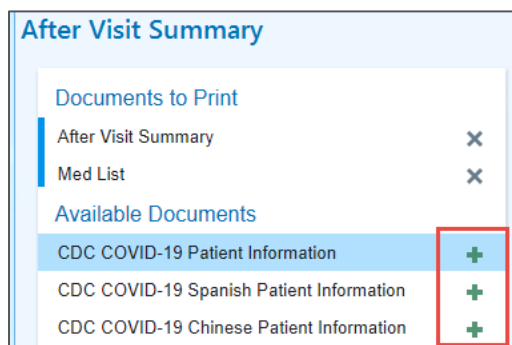 After Visit Summary
Documents to Print
After Visit Summary
Med List
Available Documents
CDC COVID-19 Patient Information
CDC COVID-19 Spanish Patient Information
CDC COVID-19 Chinese Patient Information